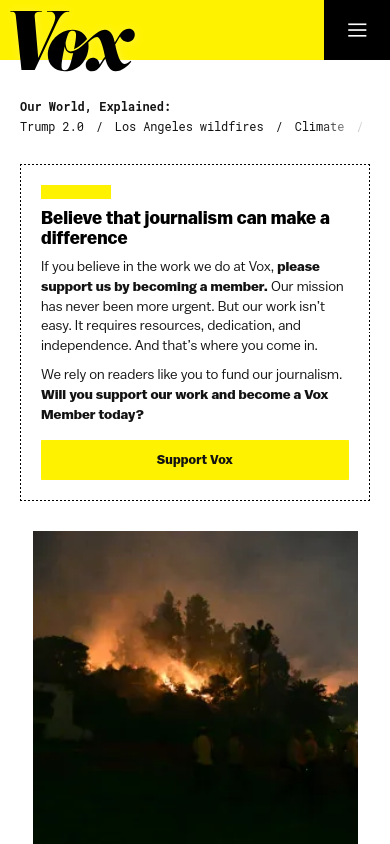 Vox
Our World, Explained:
Trump 2.0 / Los Angeles wildfires / Climate /
Believe that journalism can make a
difference
If you believe in the work we do at Vox, please
support us by becoming a member. Our mission
has never been more urgent. But our work isn’t
easy. It requires resources, dedication, and
independence. And that’s where you come in.
We rely on readers like you to fund our journalism.
Will you support our work and become a Vox
Member today?
Support Vox